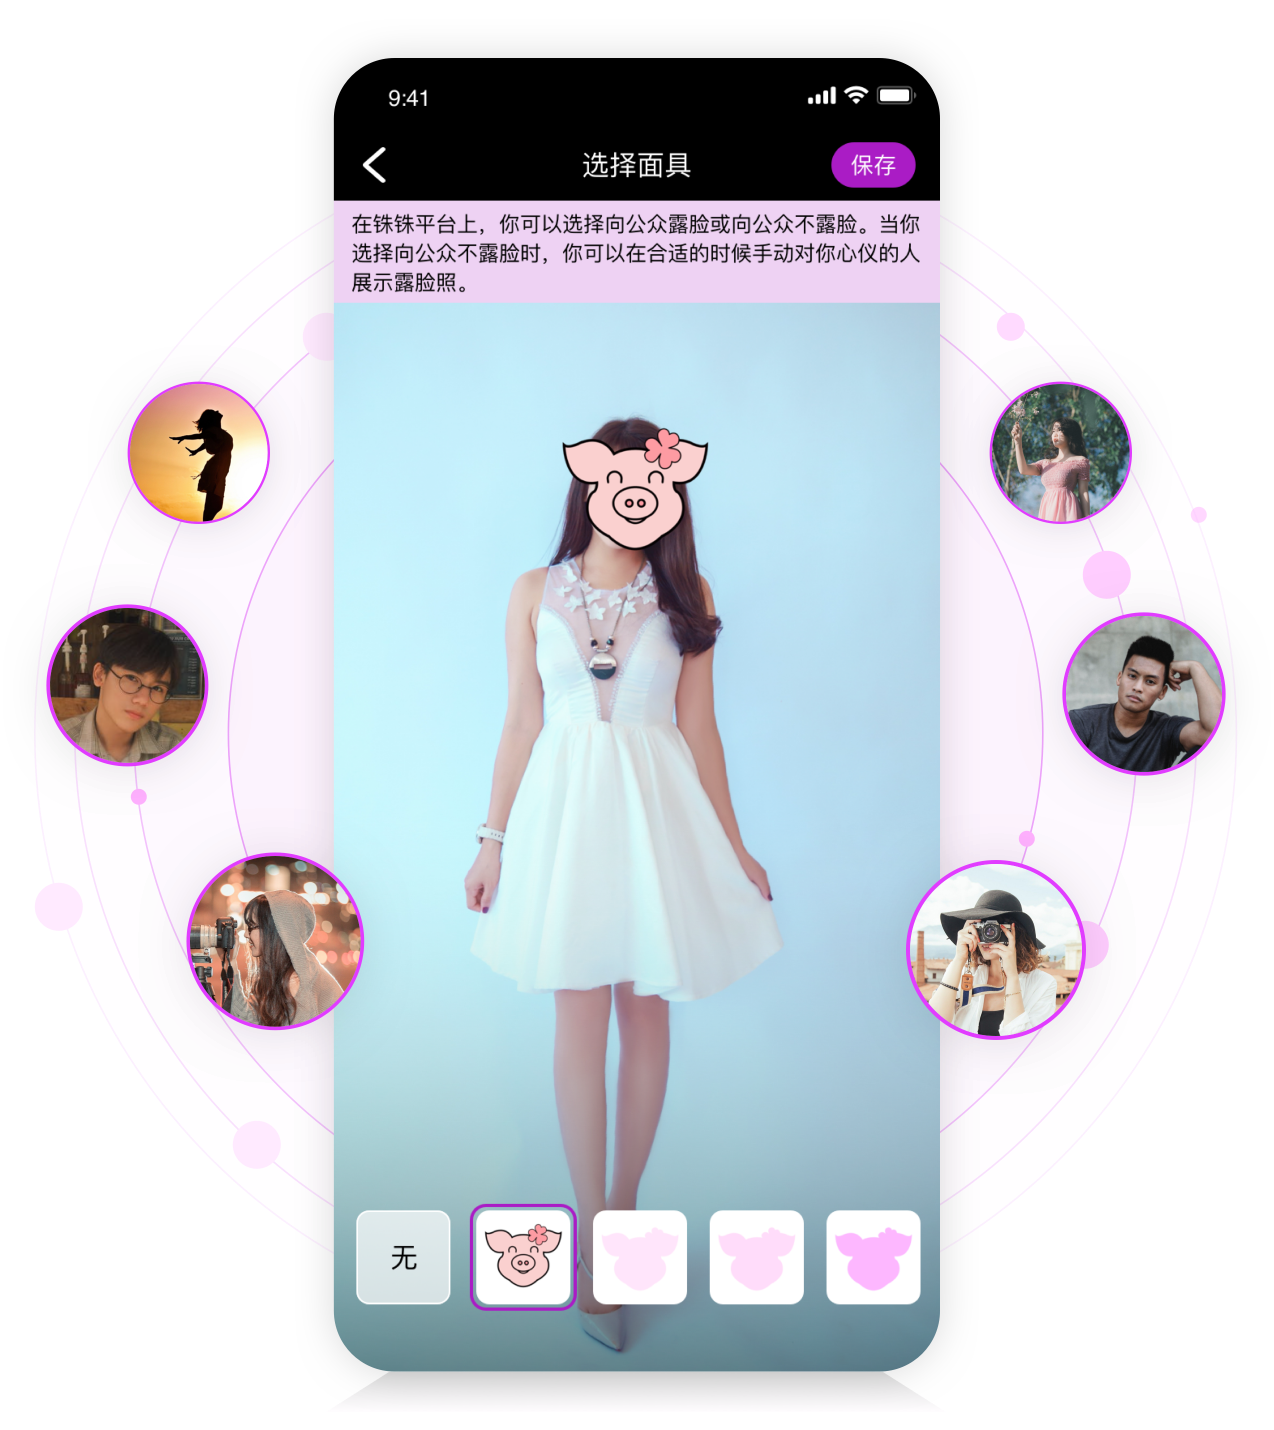 9:41
选择面具
保存
在铢铢平台上，你可以选择向公众露脸或向公众不露脸。当你
选择向公众不露脸时，你可以在合适的时候手动对你心仪的人
展示露脸照。
无